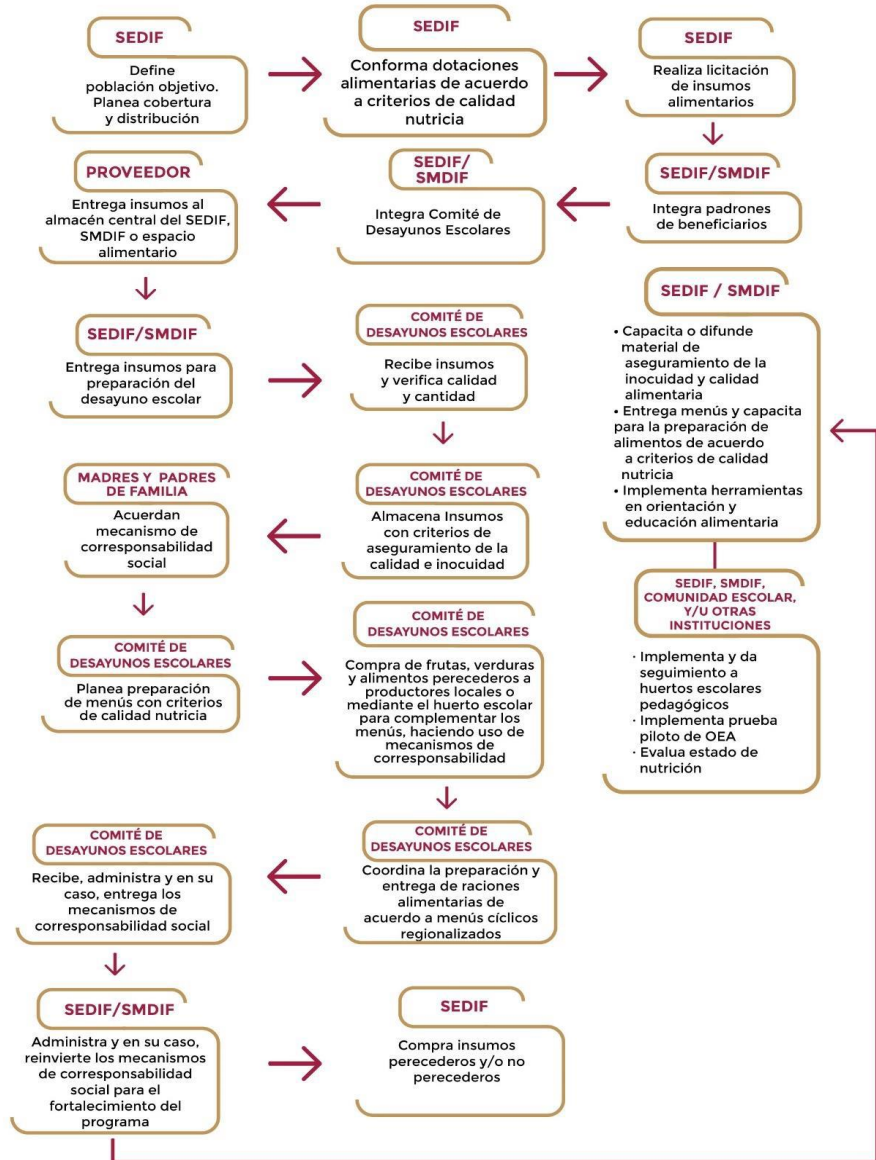 SEDIF
Define
población objetivo.
Planea cobertura
y distribución
SEDIF
Conforma dotaciones
alimentarias de acuerdo
a criterios de calidad
nutricia
SEDIF
Realiza licitación
de insumos
alimentarios
SEDIF/SMDIF
Integra padrones
de beneficiarios
SEDIF/
SMDIF
Integra Comité de
Desayunos Escolares
PROVEEDOR
Entrega insumos al
almacén central del SEDIF,
SMDIF o espacio
alimentario
SEDIF/SMDIF
Entrega insumos para
preparación del
desayuno escolar
COMITÉ DE
DESAYUNOS ESCOLARES
Recibe insumos
y verifica calidad
y cantidad
COMITÉ DE
DESAYUNOS ESCOLARES
Almacena Insumos
con criterios de
aseguramiento de la
calidad e inocuidad
MADRES Y PADRES
DE FAMILIA
Acuerdan
mecanismo de
corresponsabilidad
social
COMITÉ DE
DESAYUNOS ESCOLARES
Planea preparación
de menús con criterios
de calidad nutricia
COMITÉ DE
DESAYUNOS ESCOLARES
Compra de frutas, verduras
y alimentos perecederos a
productores locales o
mediante el huerto escolar
para complementar los
menús, haciendo uso de
mecanismos de
corresponsabilidad
COMITÉ DE
DESAYUNOS ESCOLARES
Coordina la preparación y
entrega de raciones
alimentarias de
acuerdo a menús cíclicos
regionalizados
COMITÉ DE
DESAYUNOS ESCOLARES
Recibe, administra y en su
caso, entrega los
mecanismos de
corresponsabilidad social
SEDIF/SMDIF
Administra y en su caso,
reinvierte los mecanismos
de corresponsabilidad
social para el
fortalecimiento del
programa
SEDIF
Compra insumos
perecederos y/o no
perecederos
SEDIF / SMDIF
• Capacita o difunde
material de
aseguramiento de la
inocuidad y calidad
alimentaria
• Entrega menús y capacita
para la preparación de
alimentos de acuerdo
a criterios de calidad
nutricia
• Implementa herramientas
en orientación y
educación alimentaria
SEDIF, SMDIF,
COMUNIDAD ESCOLAR,
Y/U OTRAS
INSTITUCIONES
· Implementa y da
seguimiento a
huertos escolares
pedagógicos
· Implementa prueba
piloto de OEA
· Evalua estado de
nutrición